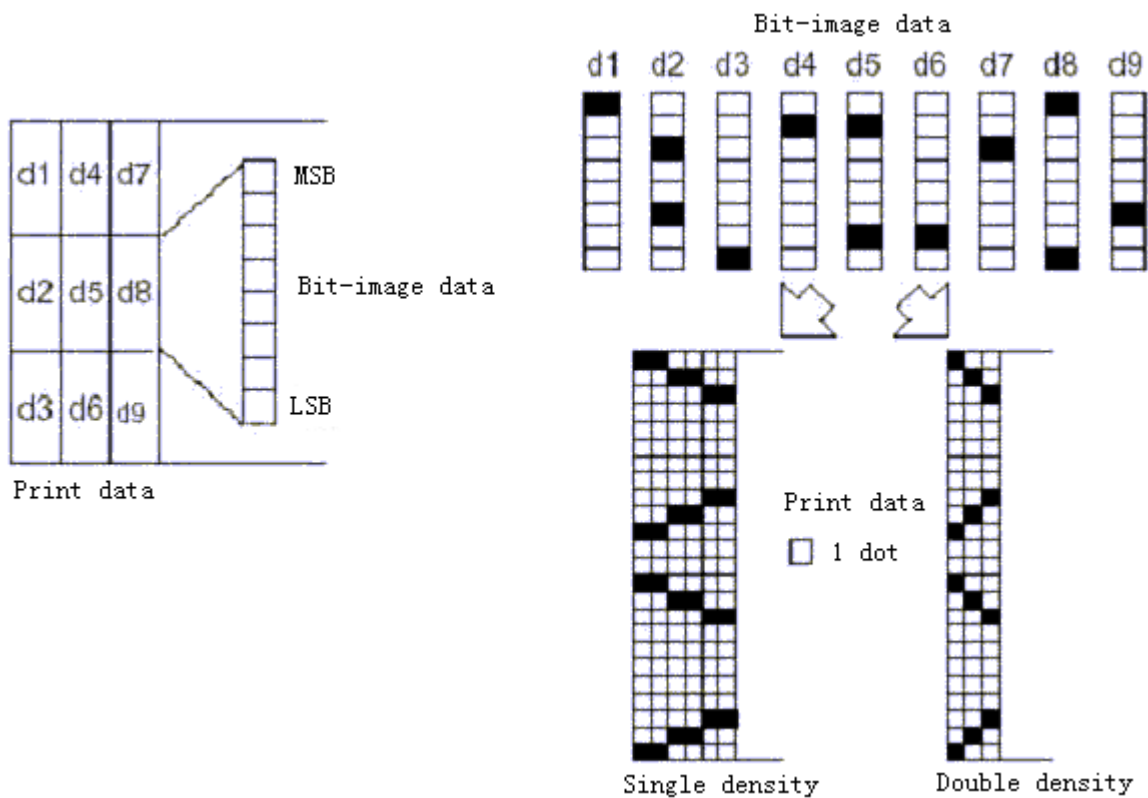 Bit-image data
d1 d2 d3 d4 d5 d6 d7 d8 d9
d1 d4 d7
MSB
d2 d5 d8
Bit-image data
d3 d6 d9
LSB
Print data
Print data
1 dot
Single density
Double density